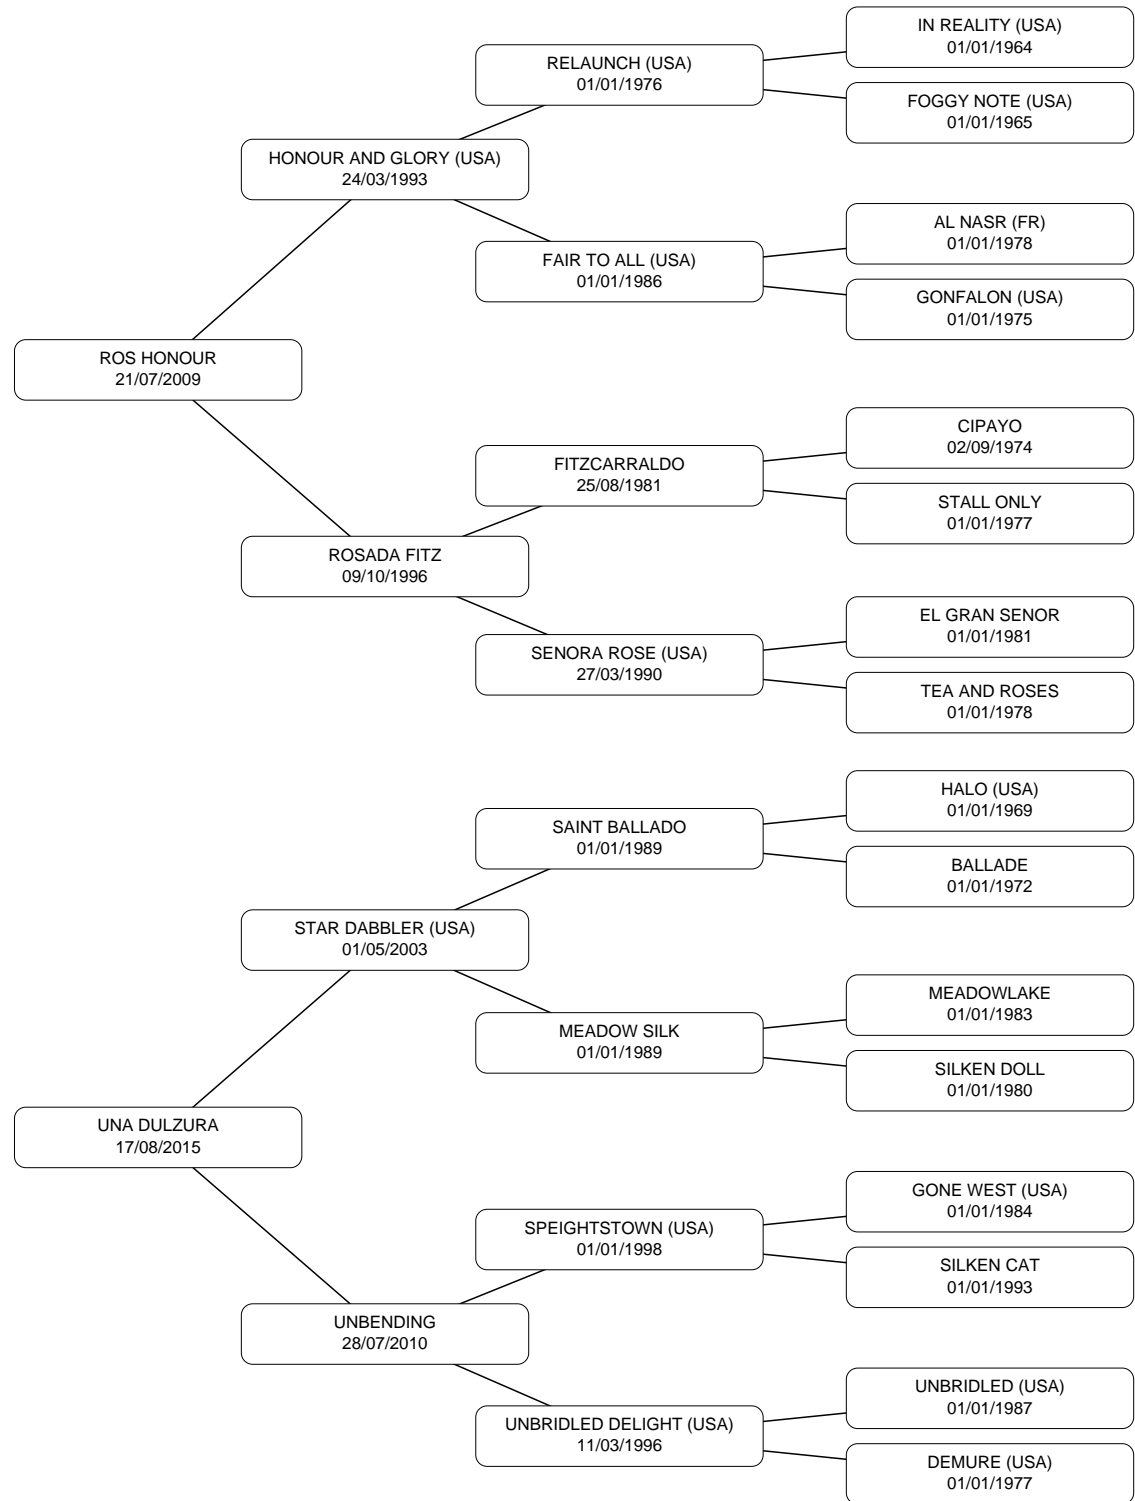 IN REALITY (USA)
01/01/1964
RELAUNCH (USA)
01/01/1976
FOGGY NOTE (USA)
01/01/1965
HONOUR AND GLORY (USA)
24/03/1993
AL NASR (FR)
01/01/1978
FAIR TO ALL (USA)
01/01/1986
GONFALON (USA)
01/01/1975
ROS HONOUR
21/07/2009
CIPAYO
02/09/1974
FITZCARRALDO
25/08/1981
STALL ONLY
01/01/1977
ROSADA FITZ
09/10/1996
EL GRAN SENOR
01/01/1981
SENORA ROSE (USA)
27/03/1990
TEA AND ROSES
01/01/1978
HALO (USA)
01/01/1969
SAINT BALLADO
01/01/1989
BALLADE
01/01/1972
STAR DABBLER (USA)
01/05/2003
MEADOWLAKE
01/01/1983
MEADOW SILK
01/01/1989
SILKEN DOLL
01/01/1980
UNA DULZURA
17/08/2015
GONE WEST (USA)
01/01/1984
SPEIGHTSTOWN (USA)
01/01/1998
SILKEN CAT
01/01/1993
UNBENDING
28/07/2010
UNBRIDLED (USA)
01/01/1987
UNBRIDLED DELIGHT (USA)
11/03/1996
DEMURE (USA)
01/01/1977